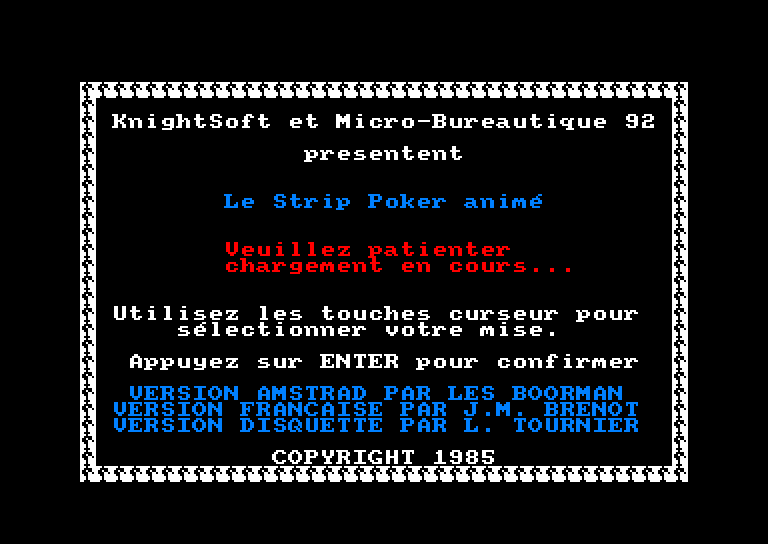 KnightSoft et Micro-Bureautique 92
presentent
Le Strip Poker animé
Veuillez patienter
chargement en cours...
Utilisez les touches curseur pour
sélectionner votre mise.
Appuyez sur ENTER pour confirmer
VERSION AMSTRAD PAR LES BOORMAN
VERSION FRANCAISE PAR J.M. BRENOT
VERSION DISQUETTE PAR L. TOURNIER
COPYRIGHT 1985